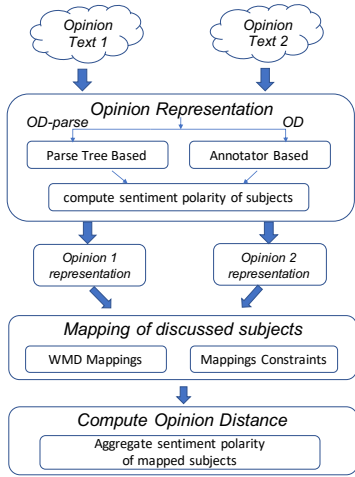 Opinion
Text 1
Opinion
Text 2
Opinion Representation
OD-parse
OD
Parse Tree Based
Annotator Based
compute sentiment polarity of subjects
Opinion 1
representation
Opinion 2
representation
Mapping of discussed subjects
WMD Mappings
Mappings Constraints
Compute Opinion Distance
Aggregate sentiment polarity
of mapped subjects